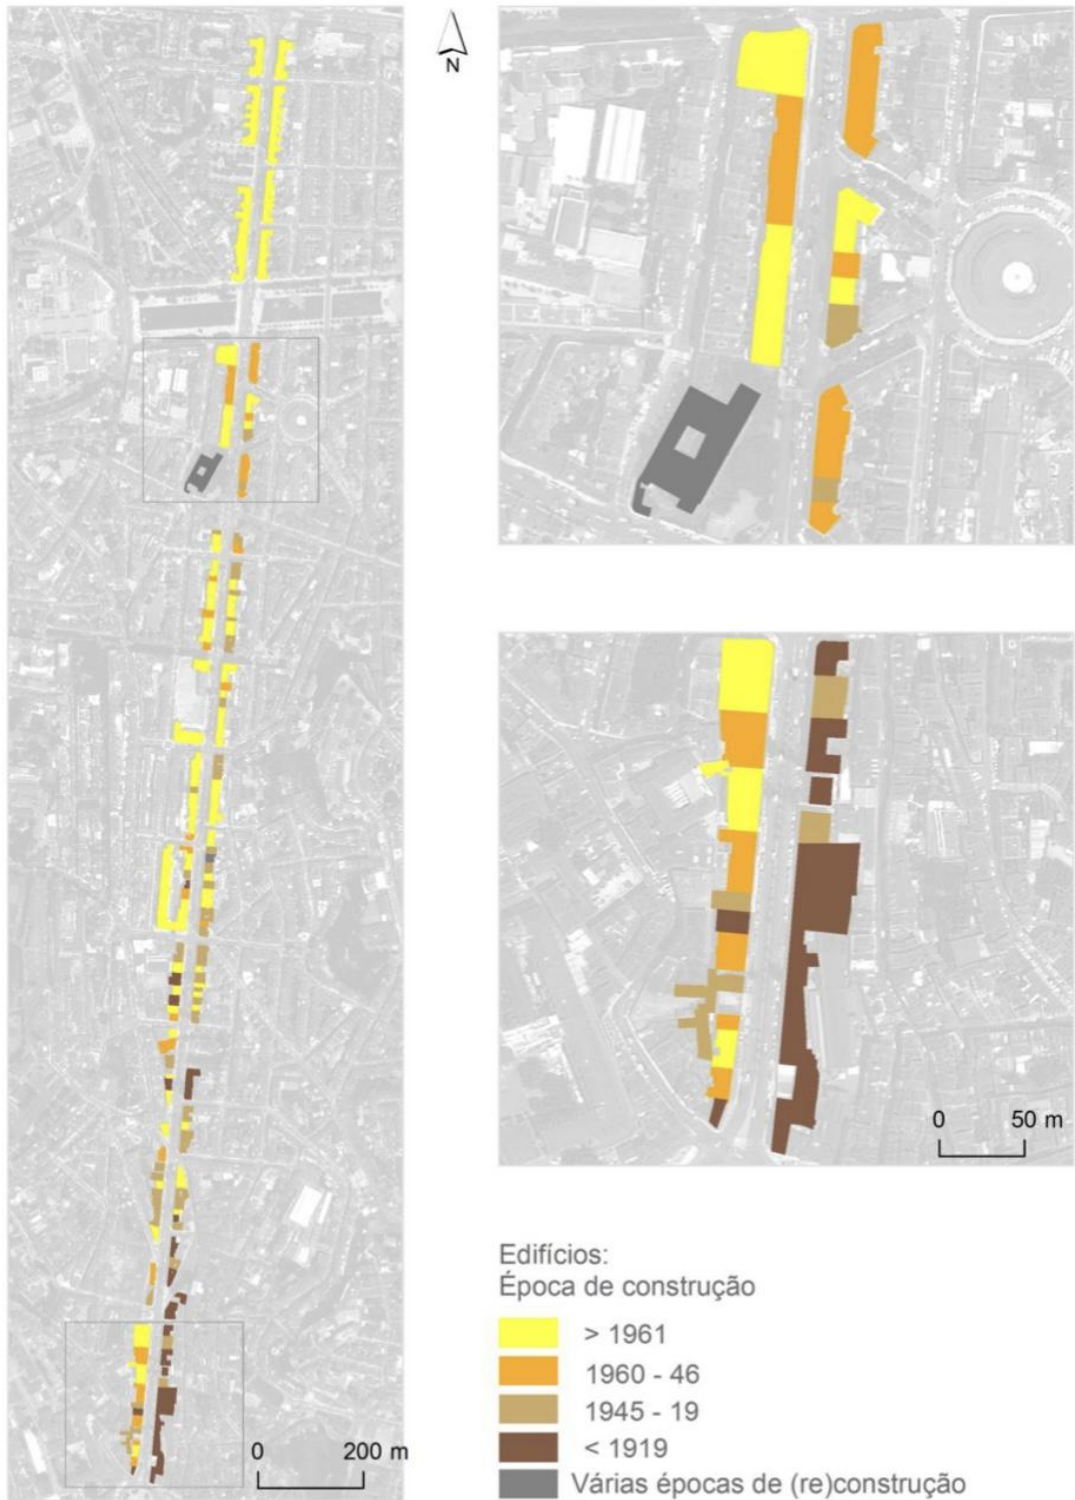 N
0 50 m
Edifícios:
Época de construção
> 1961
1960 - 46
1945 - 19
< 1919
Várias épocas de (re)construção
0 200 m